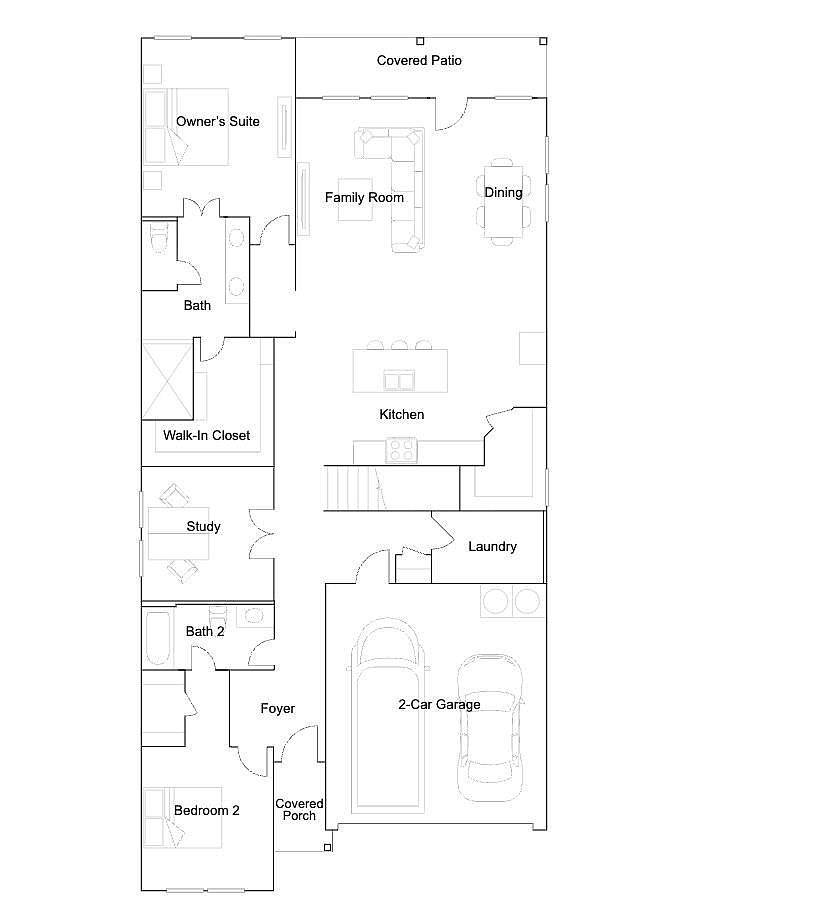 Covered Patio
Owner's Suite
Family Room
Dining
Bath
Kitchen
Walk-In Closet
Study
Laundry
Bath 2
Foyer
2-Car Garage
Bedroom 2
Covered
Porch